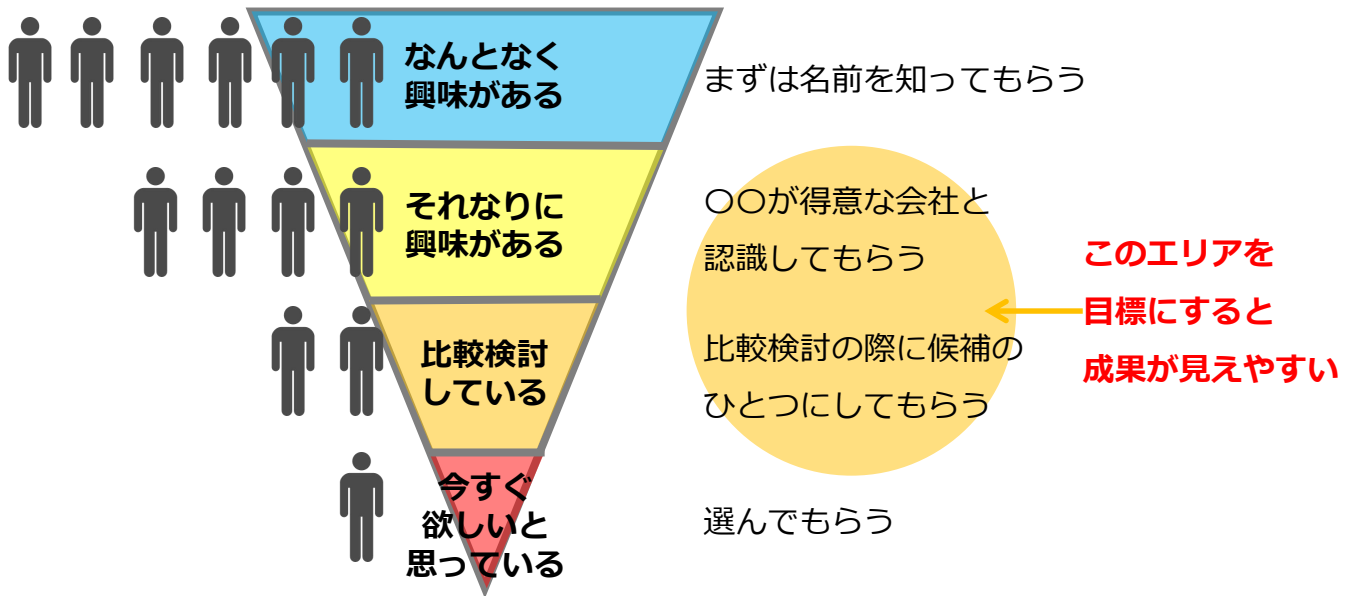 なんとなく
興味がある
まずは名前を知ってもらう
それなりに
興味がある
〇〇が得意な会社と
認識してもらう
このエリアを
目標にすると
成果が見えやすい
比較検討
している
比較検討の際に候補の
ひとつにしてもらう
今すぐ
欲しいと
思っている
選んでもらう